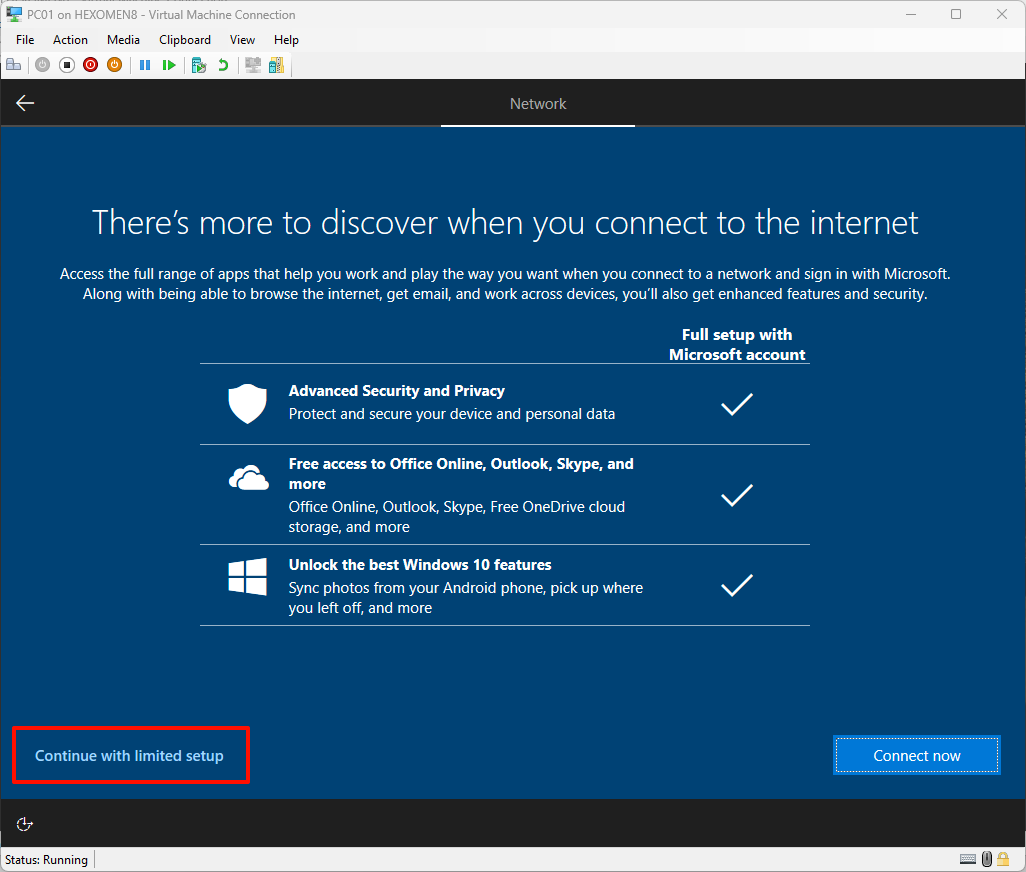 PC01 on HEXOMEN8 - Virtual Machine Connection
File Action Media Clipboard View Help
Network
There's more to discover when you connect to the internet
Access the full range of apps that help you work and play the way you want when you connect to a network and sign in with Microsoft.
Along with being able to browse the internet, get email, and work across devices, you'll also get enhanced features and security.
Full setup with
Microsoft account
Advanced Security and Privacy
Protect and secure your device and personal data
Free access to Office Online, Outlook, Skype, and
more
Office Online, Outlook, Skype, Free OneDrive cloud
storage, and more
Unlock the best Windows 10 features
Sync photos from your Android phone, pick up where
you left off, and more
Continue with limited setup
Connect now
Status: Running